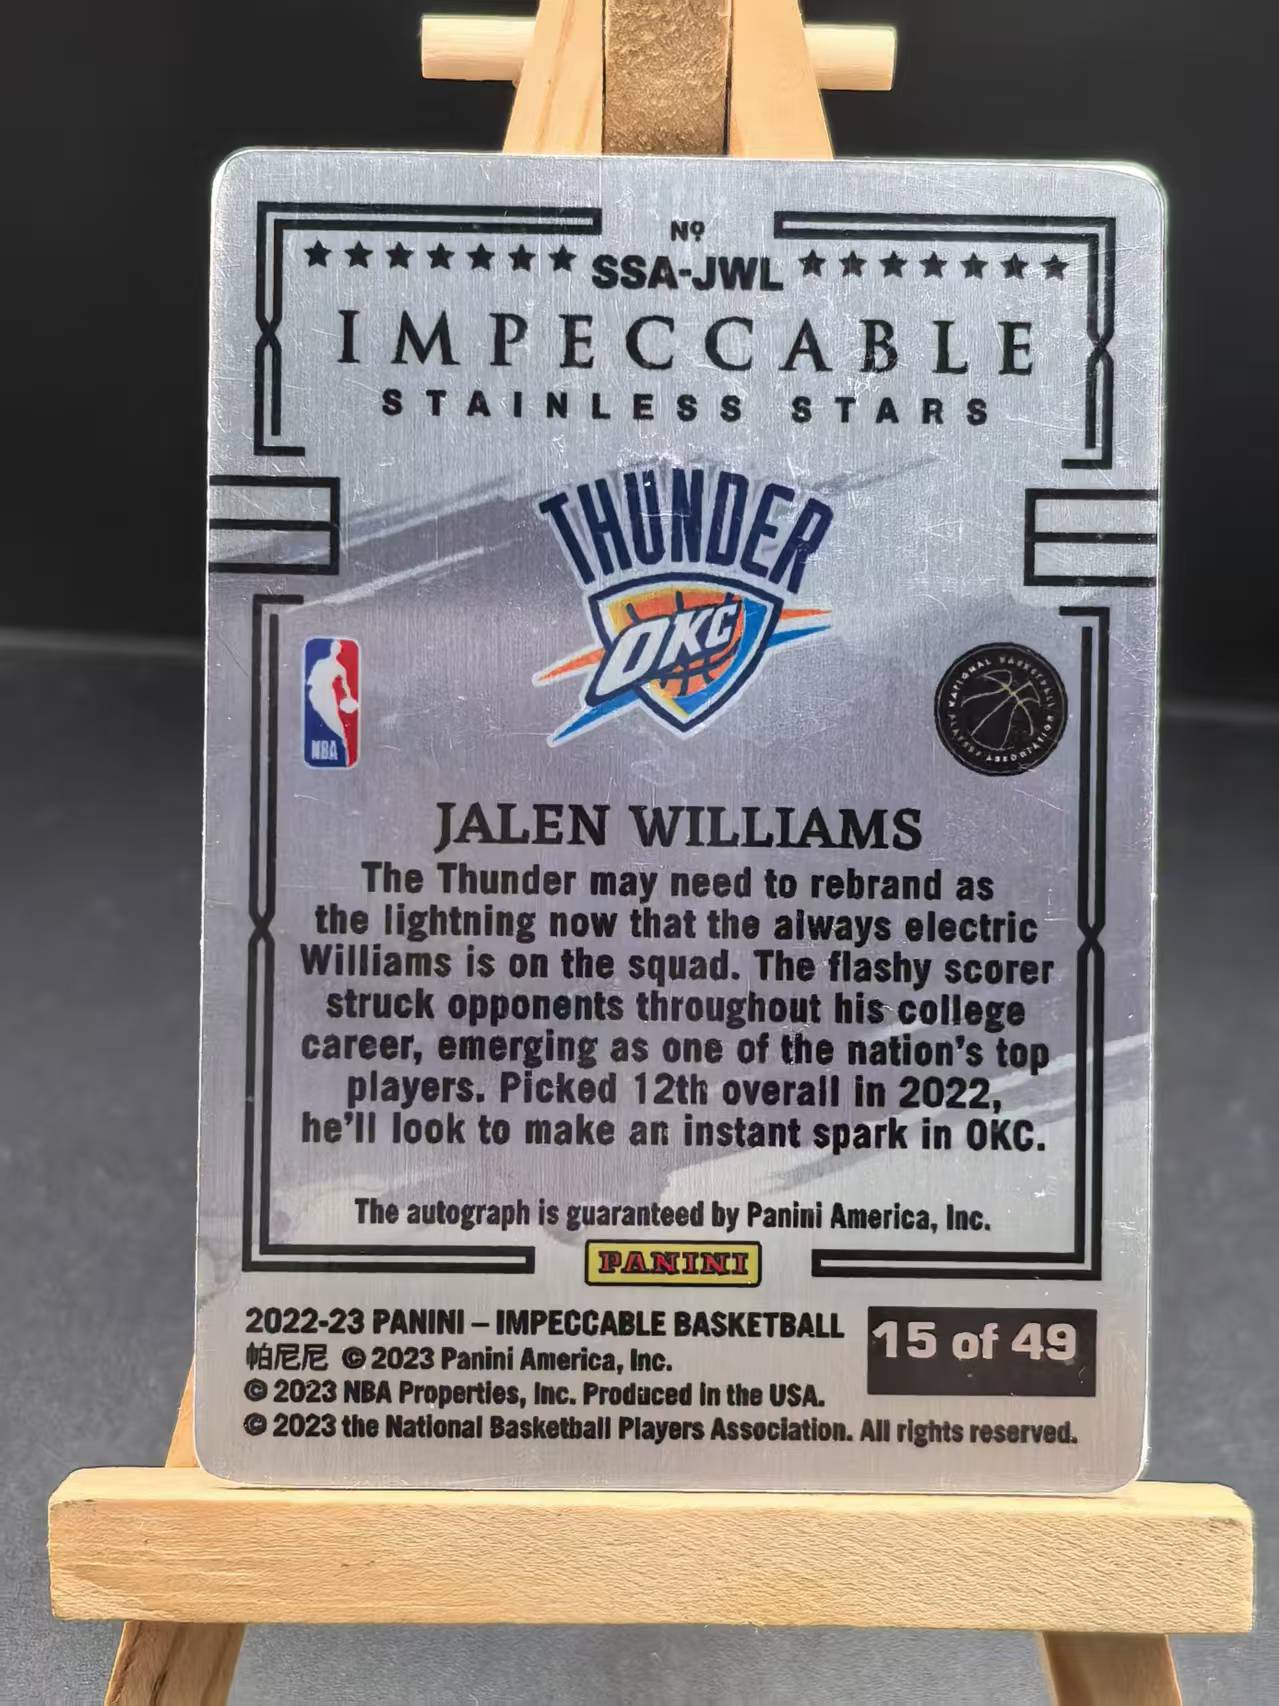 Nº
SSA-JWL
IMPECCABLE
STAINLESS STARS
THUNDER
OKC
NBA
NATIONAL BASKETBALL
PLAYERS ASSOCIATION
JALEN WILLIAMS
The Thunder may need to rebrand as
the lightning now that the always electric
Williams is on the squad. The flashy scorer
struck opponents throughout his college
career, emerging as one of the nation's top
players. Picked 12th overall in 2022,
he'll look to make an instant spark in OKC.
The autograph is guaranteed by Panini America, Inc.
PANINI
2022-23 PANINI – IMPECCABLE BASKETBALL
帕尼尼 © 2023 Panini America, Inc.
15 of 49
© 2023 NBA Properties, Inc. Produced in the USA.
© 2023 the National Basketball Players Association. All rights reserved.